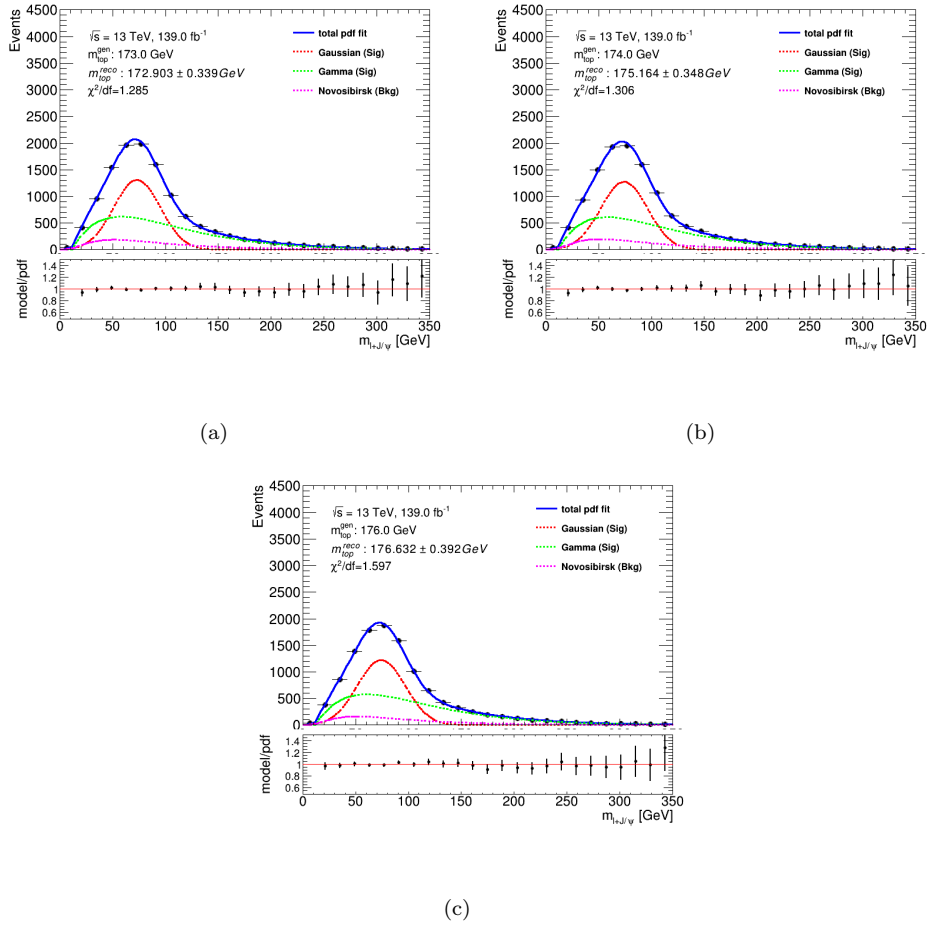 Events
4500
4000
3500
3000
2500
2000
1500
1000
500
0
√s = 13 TeV, 139.0 fb⁻¹
m_top^gen: 173.0 GeV
m_top^reco : 172.903 ± 0.339GeV
χ²/df=1.285
total pdf fit
Gaussian (Sig)
Gamma (Sig)
Novosibirsk (Bkg)
model/pdf
1.4
1.2
1
0.8
0.6
0 50 100 150 200 250 300 350
m_l+J/ψ [GeV]
(a)
Events
4500
4000
3500
3000
2500
2000
1500
1000
500
0
√s = 13 TeV, 139.0 fb⁻¹
m_top^gen: 174.0 GeV
m_top^reco : 175.164 ± 0.348GeV
χ²/df=1.306
total pdf fit
Gaussian (Sig)
Gamma (Sig)
Novosibirsk (Bkg)
model/pdf
1.4
1.2
1
0.8
0.6
0 50 100 150 200 250 300 350
m_l+J/ψ [GeV]
(b)
Events
4500
4000
3500
3000
2500
2000
1500
1000
500
0
√s = 13 TeV, 139.0 fb⁻¹
m_top^gen: 176.0 GeV
m_top^reco : 176.632 ± 0.392GeV
χ²/df=1.597
total pdf fit
Gaussian (Sig)
Gamma (Sig)
Novosibirsk (Bkg)
model/pdf
1.4
1.2
1
0.8
0.6
0 50 100 150 200 250 300 350
m_l+J/ψ [GeV]
(c)